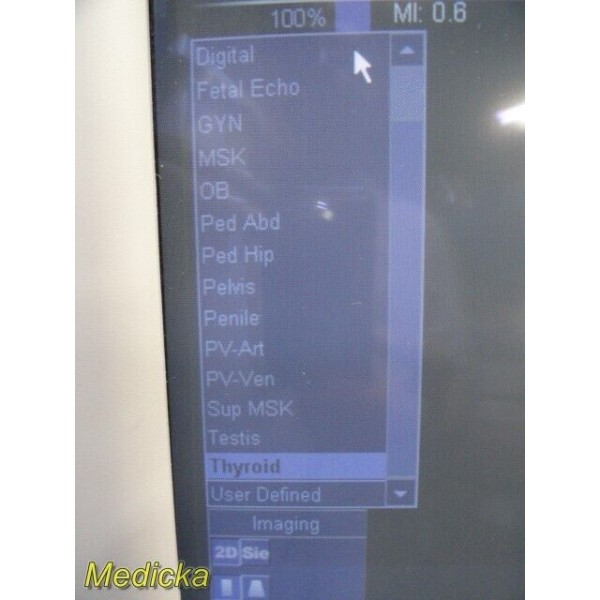 100% MI: 0.6
Digital
Fetal Echo
GYN
MSK
OB
Ped Abd
Ped Hip
Pelvis
Penile
PV-Art
PV-Ven
Sup MSK
Testis
Thyroid
User Defined
Imaging
2D Sie
Medicka